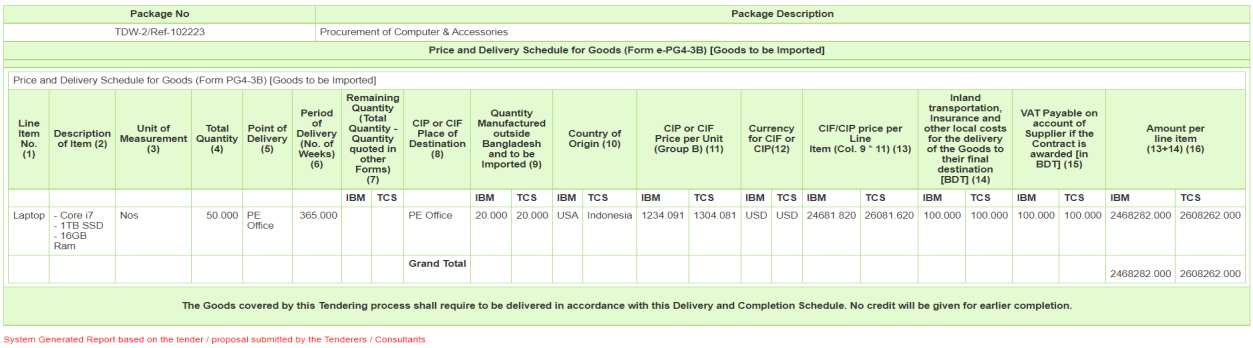 Package No Package Description
TDW-2/Ref-102223 Procurement of Computer & Accessories
Price and Delivery Schedule for Goods (Form e-PG4-3B) [Goods to be Imported]
Price and Delivery Schedule for Goods (Form PG4-3B) [Goods to be Imported]
Line Item No. (1) Description of Item (2) Unit of Measurement (3) Total Quantity (4) Point of Delivery (5) Period of Delivery (No. of Weeks) (6) Remaining Quantity (Total Quantity - Quantity quoted in other Forms) (7) CIP or CIF Place of Destination (8) Quantity Manufactured outside Bangladesh and to be Imported (9) Country of Origin (10) CIP or CIF Price per Unit (Group B) (11) Currency for CIF or CIP(12) CIF/CIP price per Line Item (Col. 9 * 11) (13) Inland transportation, Insurance and other local costs for the delivery of the Goods to their final destination [BDT] (14) VAT Payable on account of Supplier if the Contract is awarded [in BDT] (15) Amount per line item (13+14) (16)
IBM TCS IBM TCS IBM TCS IBM TCS IBM TCS IBM TCS IBM TCS IBM TCS IBM TCS
Laptop - Core i7 - 1TB SSD - 16GB Ram Nos 50.000 PE Office 365.000 PE Office 20.000 20.000 USA Indonesia 1234.091 1304.081 USD USD 24681.820 26081.620 100.000 100.000 100.000 100.000 2468282.000 2608262.000
Grand Total 2468282.000 2608262.000
The Goods covered by this Tendering process shall require to be delivered in accordance with this Delivery and Completion Schedule. No credit will be given for earlier completion.
System Generated Report based on the tender / proposal submitted by the Tenderers / Consultants